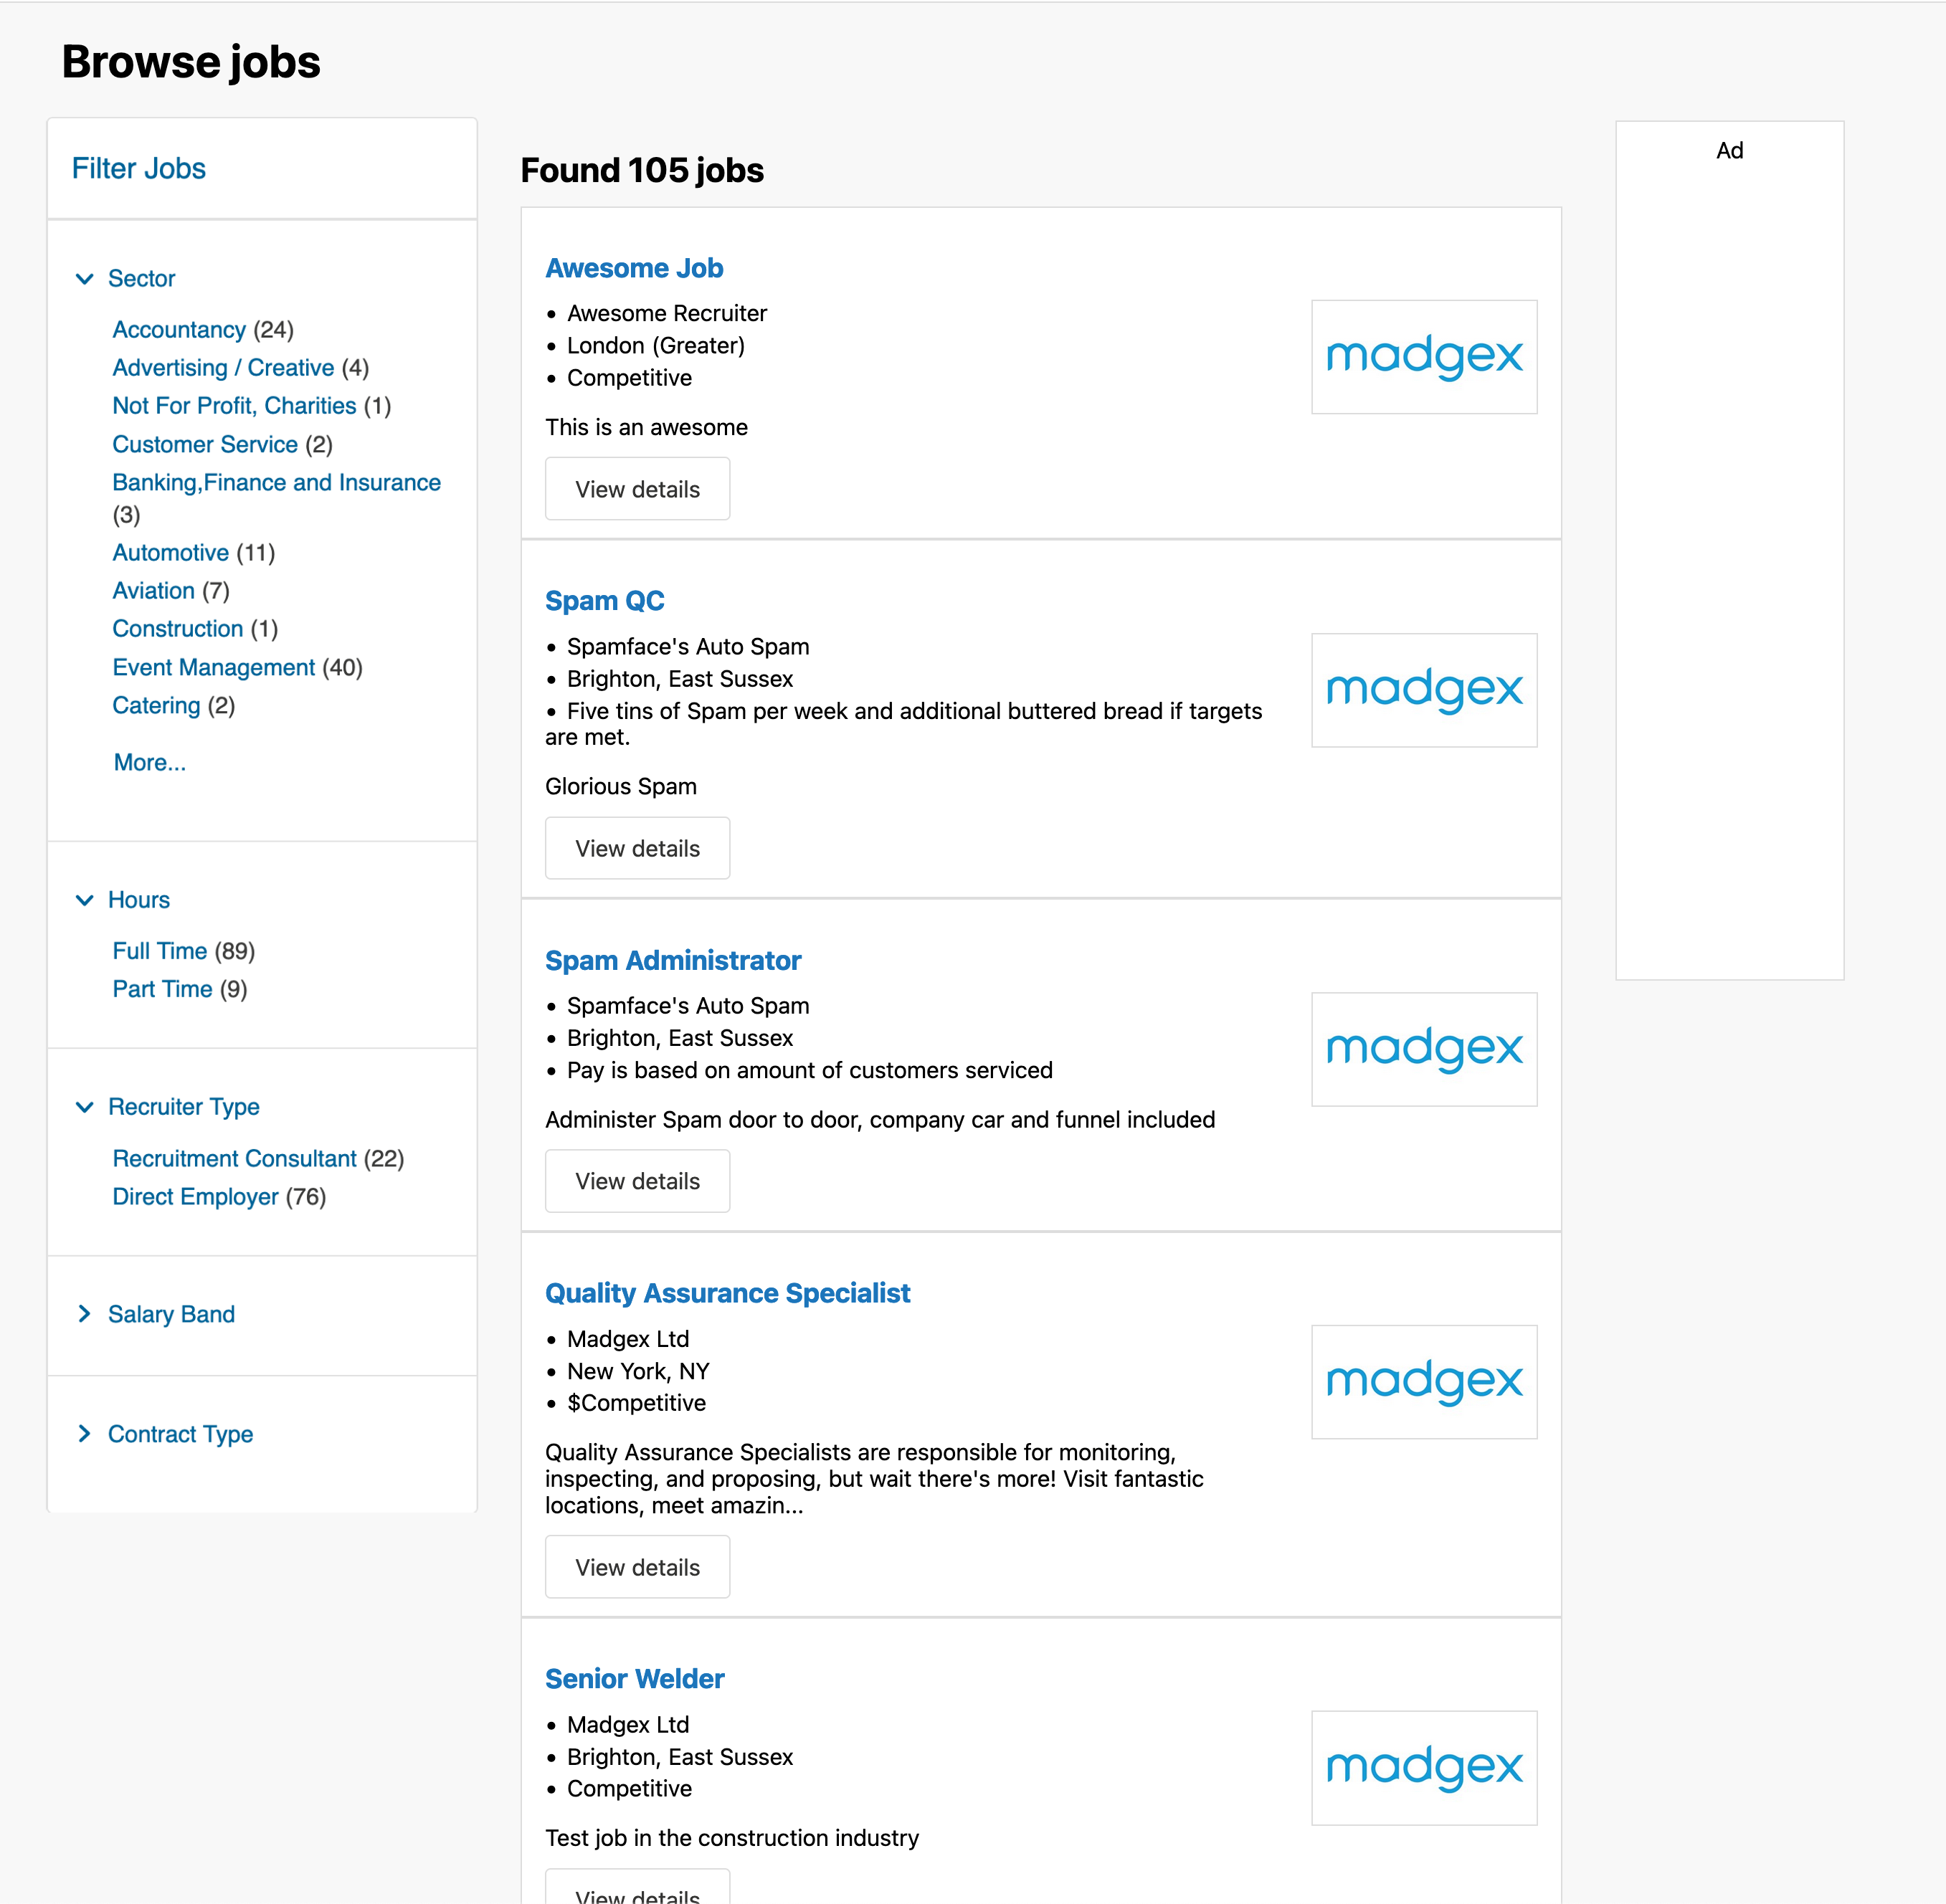 Browse jobs
Filter Jobs
Sector
Accountancy (24)
Advertising / Creative (4)
Not For Profit, Charities (1)
Customer Service (2)
Banking,Finance and Insurance
(3)
Automotive (11)
Aviation (7)
Construction (1)
Event Management (40)
Catering (2)
More...
Hours
Full Time (89)
Part Time (9)
Recruiter Type
Recruitment Consultant (22)
Direct Employer (76)
Salary Band
Contract Type
Found 105 jobs
Awesome Job
• Awesome Recruiter
• London (Greater)
• Competitive
madgex
This is an awesome
View details
Spam QC
• Spamface's Auto Spam
• Brighton, East Sussex
• Five tins of Spam per week and additional buttered bread if targets
are met.
madgex
Glorious Spam
View details
Spam Administrator
• Spamface's Auto Spam
• Brighton, East Sussex
• Pay is based on amount of customers serviced
madgex
Administer Spam door to door, company car and funnel included
View details
Quality Assurance Specialist
• Madgex Ltd
• New York, NY
• $Competitive
madgex
Quality Assurance Specialists are responsible for monitoring,
inspecting, and proposing, but wait there's more! Visit fantastic
locations, meet amazin...
View details
Senior Welder
• Madgex Ltd
• Brighton, East Sussex
• Competitive
madgex
Test job in the construction industry
View details
Ad